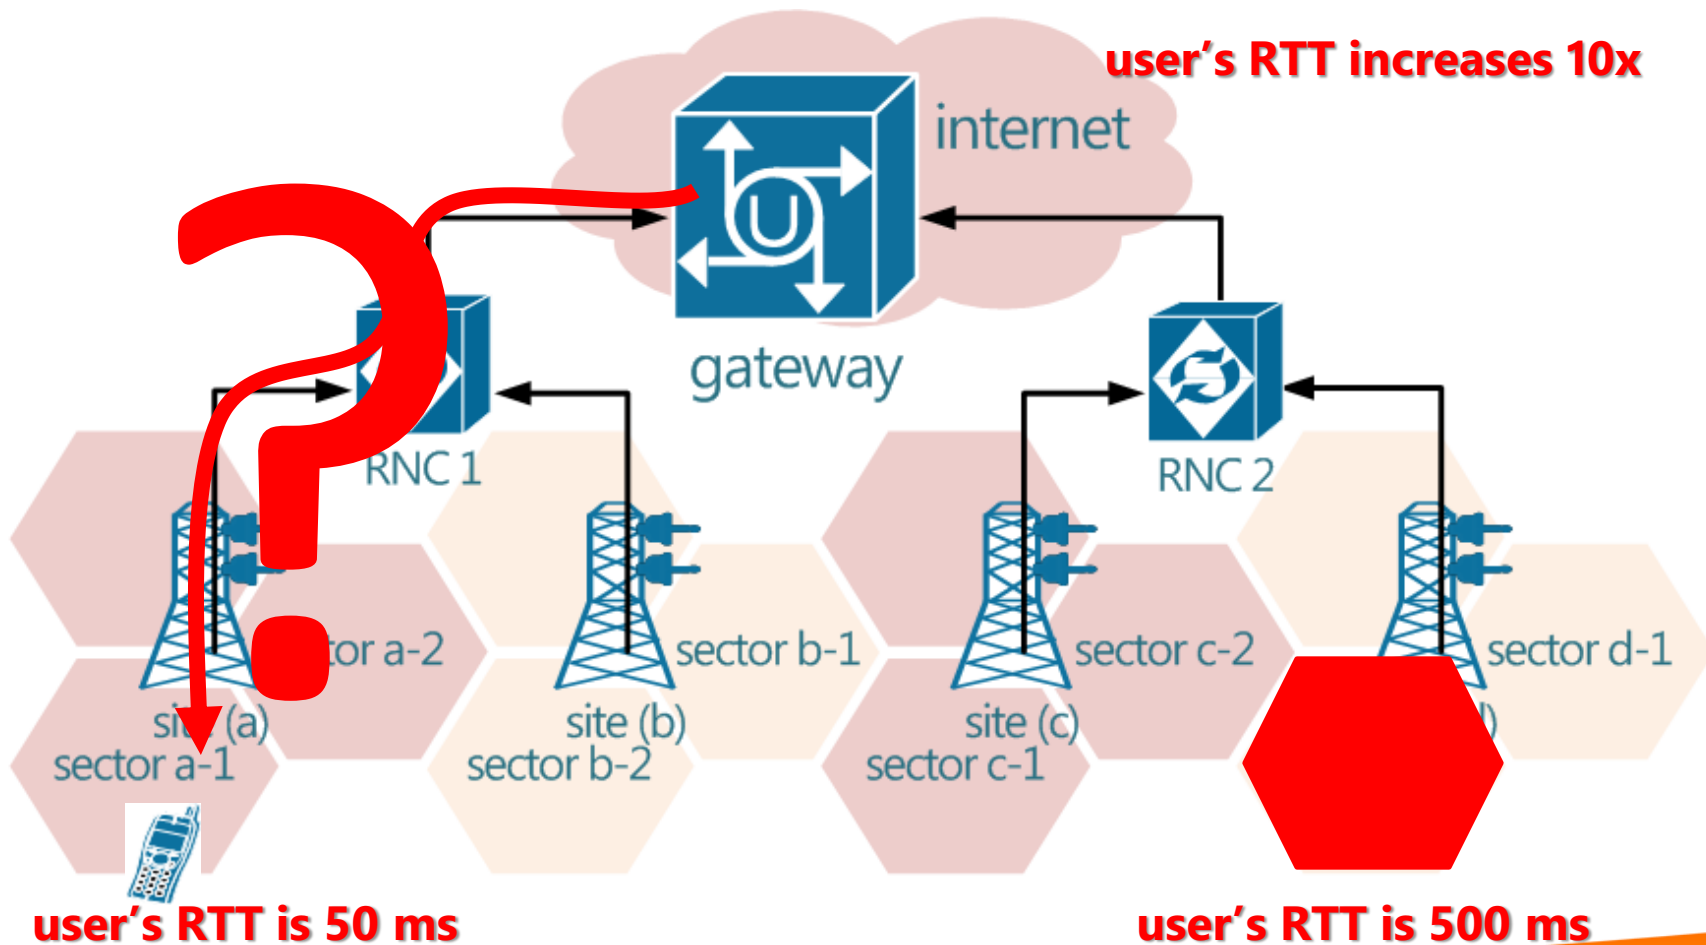 user’s RTT increases 10x
internet
U
gateway
RNC 1
RNC 2
a-2
sector b-1
sector c-2
sector d-1
(a)
site (b)
site (c)
sector a-1
sector b-2
sector c-1
?
user’s RTT is 50 ms
user’s RTT is 500 ms